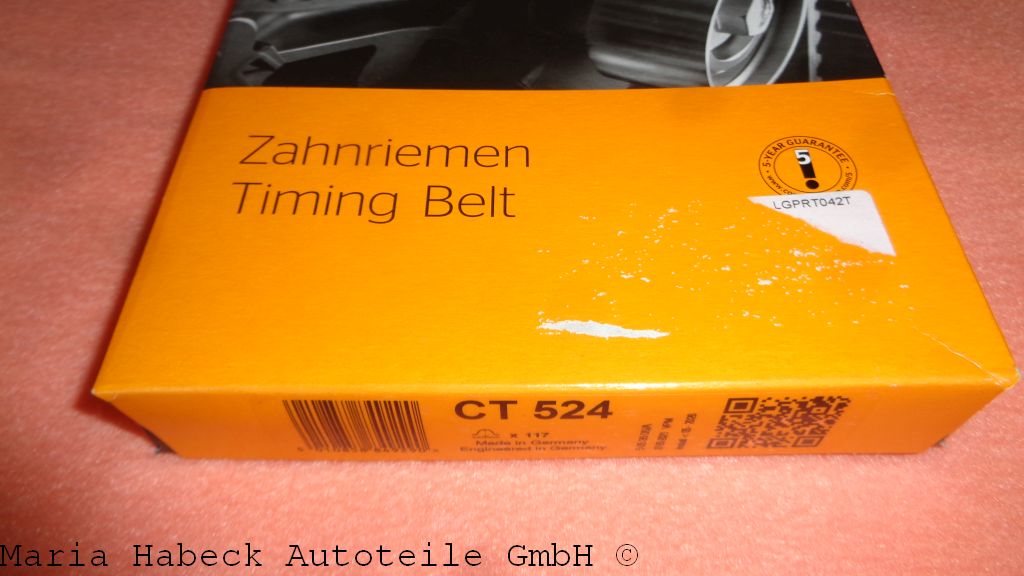 Zahnriemen
Timing Belt
5-YEAR GUARANTEE
5
LGPRT042T
CT 524
x 117
Made in Germany
Engineered in Germany
Maria Habeck Autoteile GmbH ©